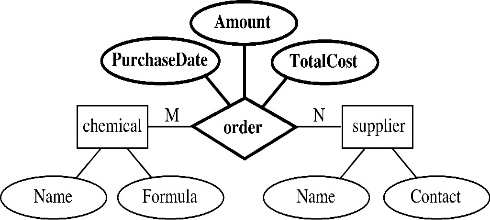 Amount
PurchaseDate
TotalCost
chemical
M
order
N
supplier
Name
Formula
Name
Contact